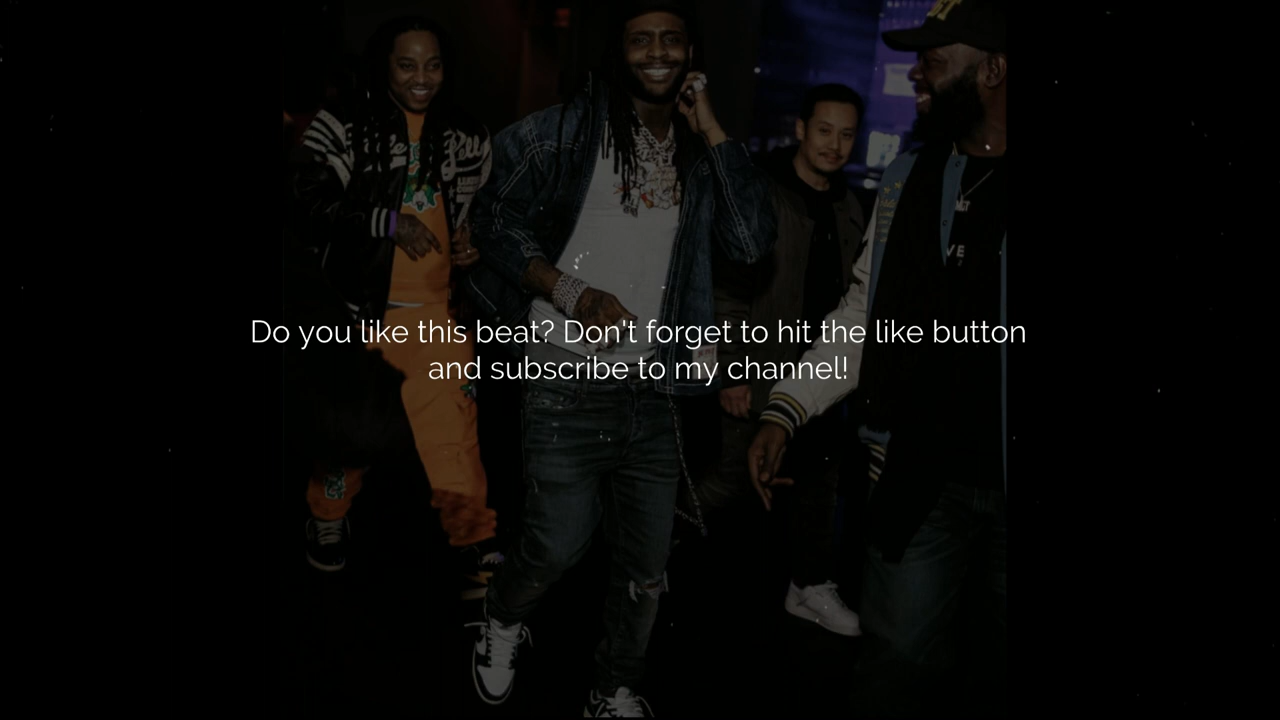 Do you like this beat? Don't forget to hit the like button
and subscribe to my channel!